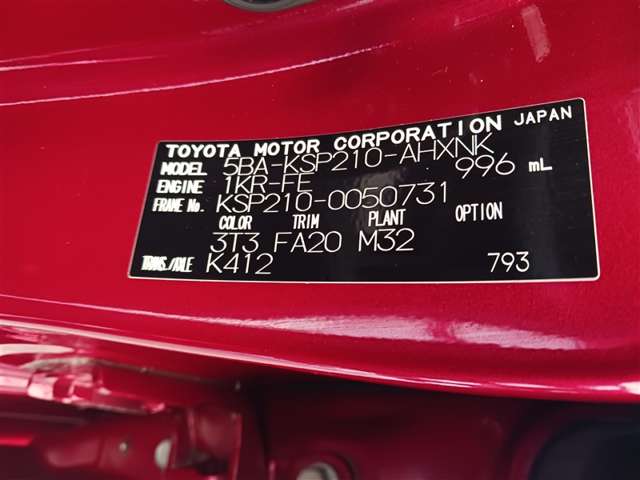 TOYOTA MOTOR CORPORATION JAPAN
MODEL 5BA-KSP210-AHXNK
ENGINE 1KR-FE 996 mL
FRAME No. KSP210-0050731
COLOR TRIM PLANT OPTION
3T3 FA20 M32
TRANS./AXLE K412 793